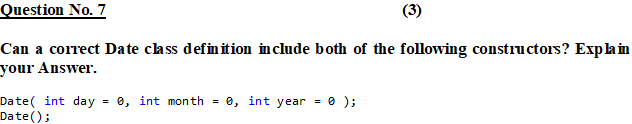 Question No. 7 (3)
Can a correct Date class definition include both of the following constructors? Explain
your Answer.
Date( int day = 0, int month = 0, int year = 0 );
Date();